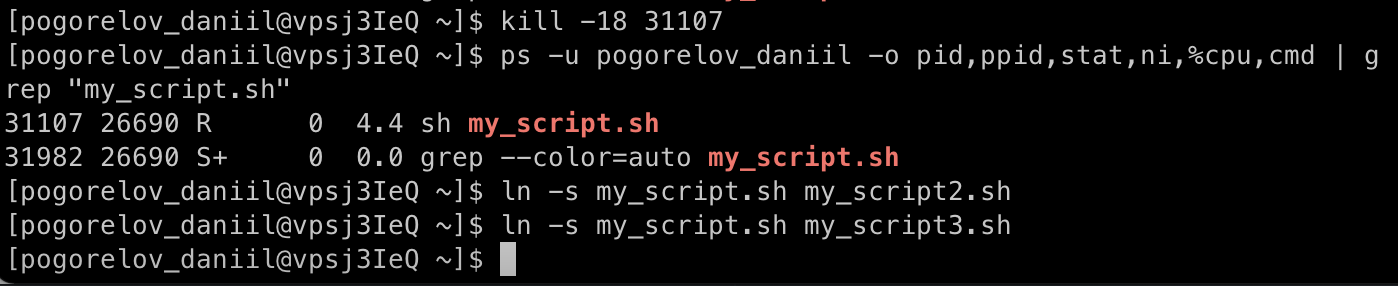 [pogorelov_daniil@vpsj3IeQ ~]$ kill -18 31107
[pogorelov_daniil@vpsj3IeQ ~]$ ps -u pogorelov_daniil -o pid,ppid,stat,ni,%cpu,cmd | g
rep "my_script.sh"
31107 26690 R      0  4.4 sh my_script.sh
31982 26690 S+     0  0.0 grep --color=auto my_script.sh
[pogorelov_daniil@vpsj3IeQ ~]$ ln -s my_script.sh my_script2.sh
[pogorelov_daniil@vpsj3IeQ ~]$ ln -s my_script.sh my_script3.sh
[pogorelov_daniil@vpsj3IeQ ~]$